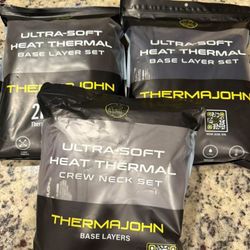 ULTRA-SOFT
HEAT THERMAL
BASE LAYER SET
THERMAJOHN
ULTRA-SOFT
HEAT THERMAL
BASE LAYER SET
THERMAJOHN
ULTRA-SOFT
HEAT THERMAL
CREW NECK SET
THERMAJOHN
BASE LAYERS